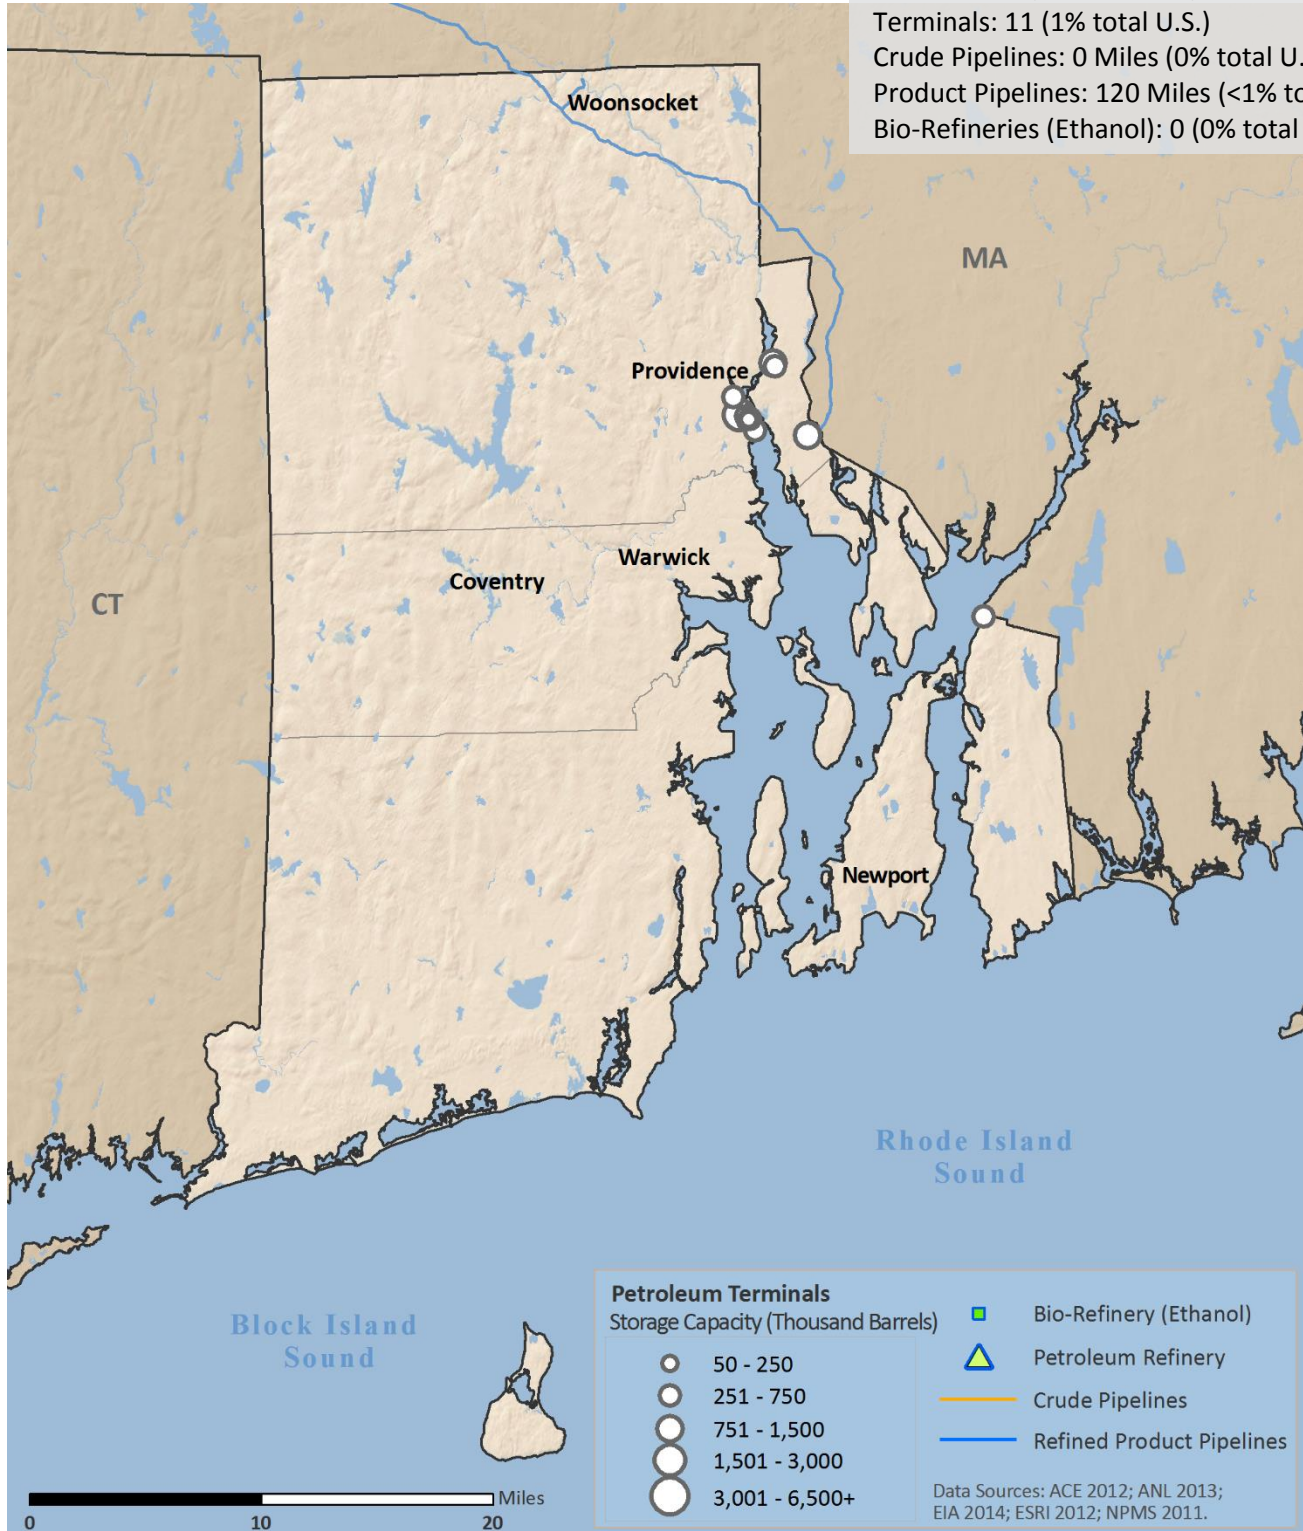 Terminals: 11 (1% total U.S.)
Crude Pipelines: 0 Miles (0% total U.
Product Pipelines: 120 Miles (<1% to
Bio-Refineries (Ethanol): 0 (0% total
Woonsocket
MA
Providence
Warwick
Coventry
CT
Newport
Rhode Island
Sound
Block Island
Sound
Petroleum Terminals
Storage Capacity (Thousand Barrels)
50 - 250
251 - 750
751 - 1,500
1,501 - 3,000
3,001 - 6,500+
Bio-Refinery (Ethanol)
Petroleum Refinery
Crude Pipelines
Refined Product Pipelines
Data Sources: ACE 2012; ANL 2013;
EIA 2014; ESRI 2012; NPMS 2011.
Miles
0 10 20